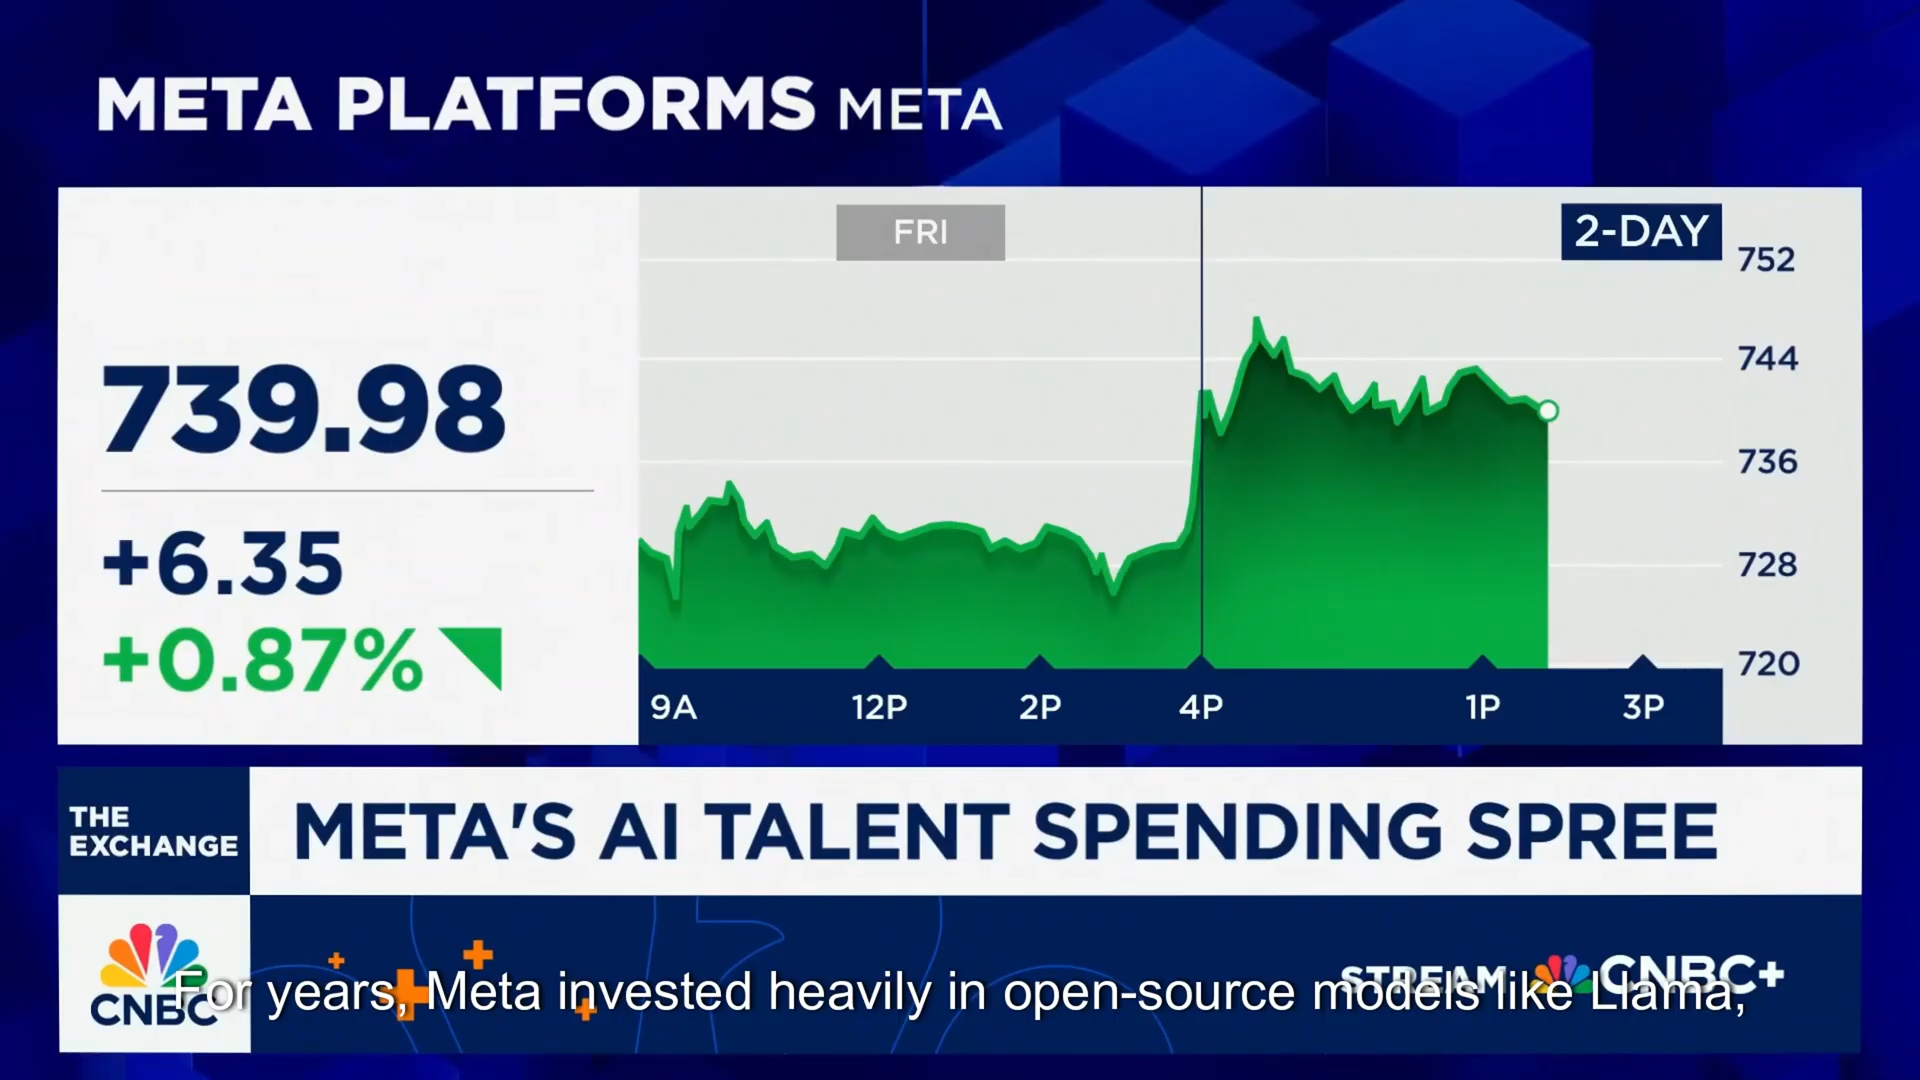 META PLATFORMS META
FRI
2-DAY
752
744
736
728
720
739.98
+6.35
+0.87%
9A 12P 2P 4P 1P 3P
THE
EXCHANGE
META'S AI TALENT SPENDING SPREE
CNBC
STREAM CNBC+
For years, Meta invested heavily in open-source models like Llama,